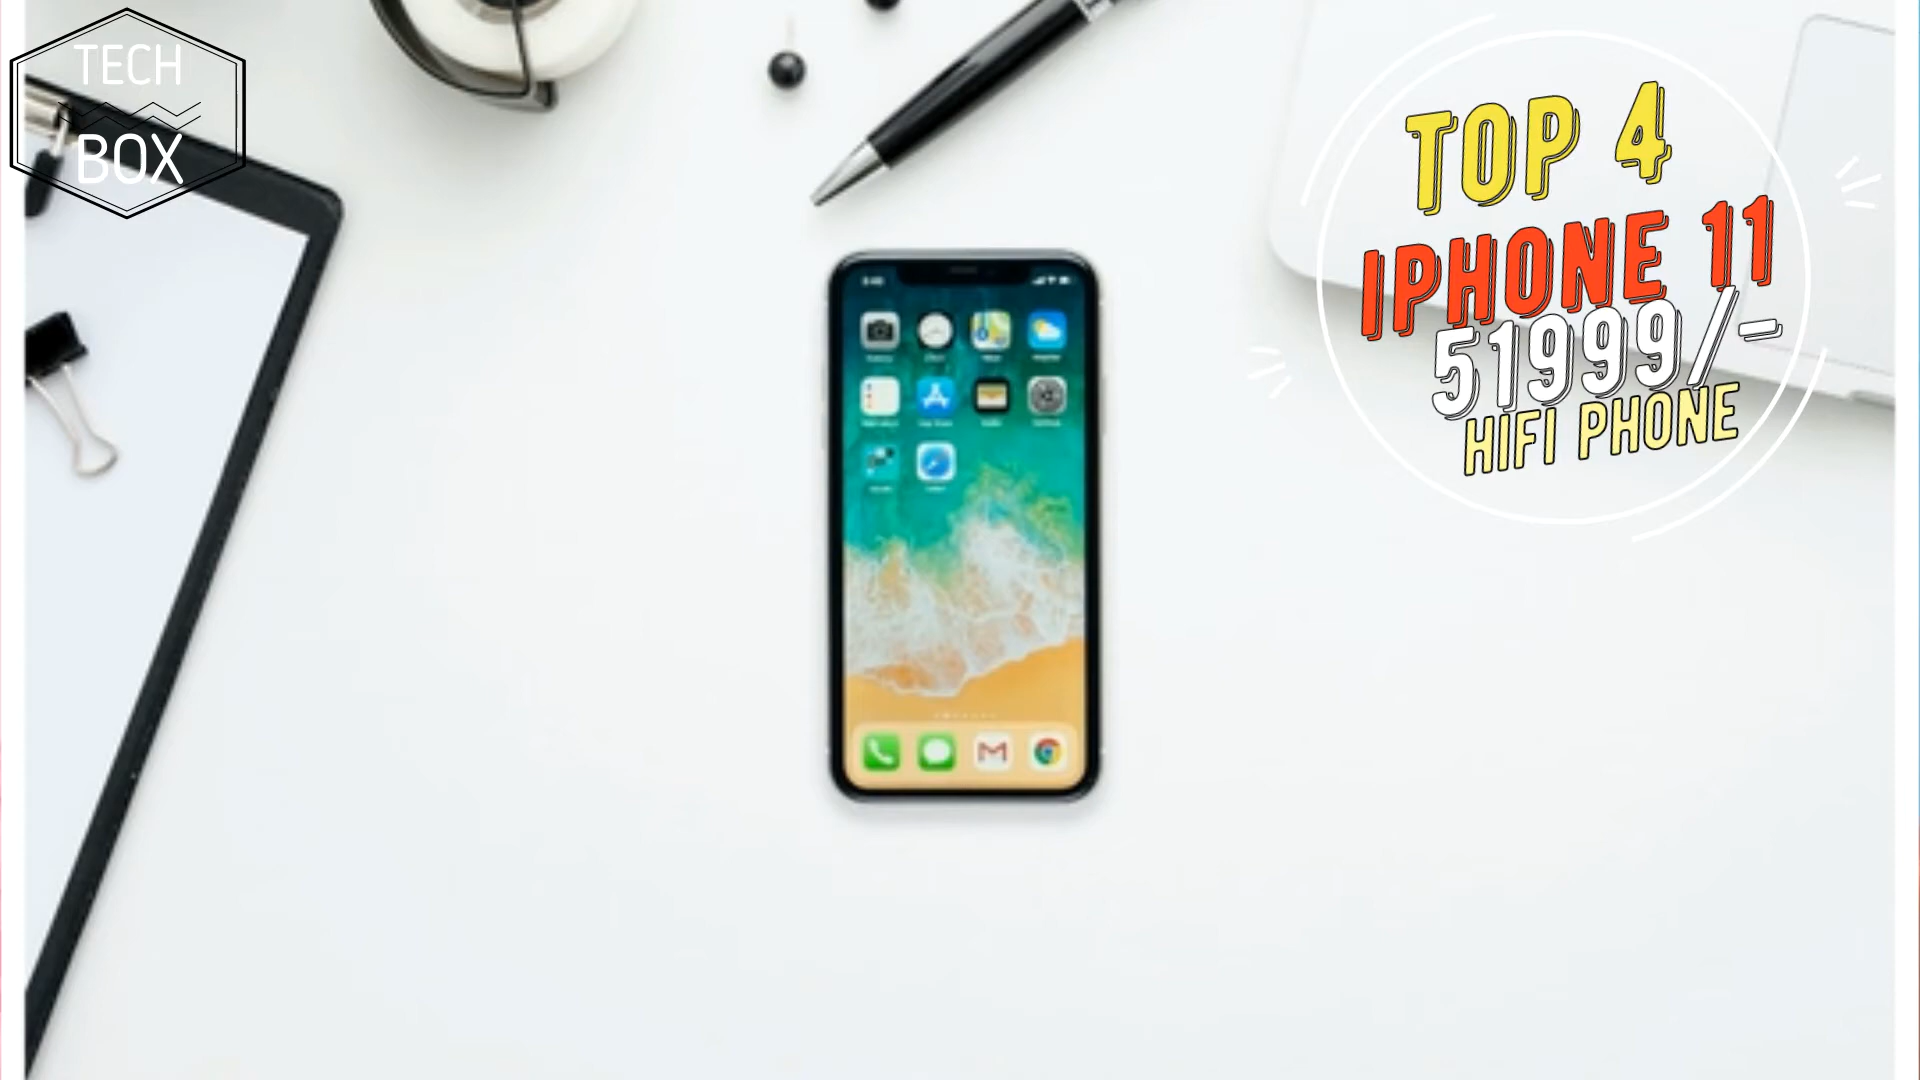 TECH
BOX
TOP 4
IPHONE 11
51999/-
HIFI PHONE